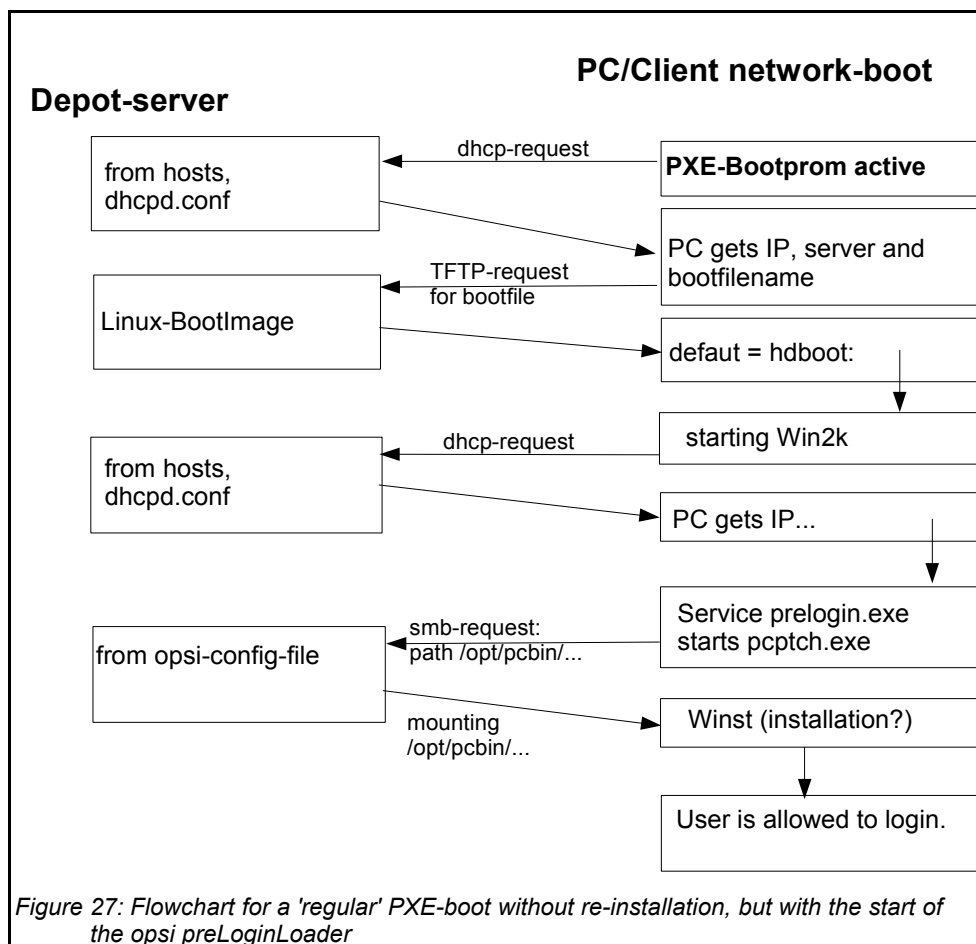 PC/Client network-boot
Depot-server
dhcp-request
from hosts,
dhcpd.conf
PXE-Bootprom active
PC gets IP, server and
bootfilename
TFTP-request
for bootfile
Linux-BootImage
defaut = hdboot:
starting Win2k
dhcp-request
from hosts,
dhcpd.conf
PC gets IP...
Service prelogin.exe
starts pcptch.exe
smb-request:
path /opt/pcbin/...
from opsi-config-file
mounting
/opt/pcbin/...
Winst (installation?)
User is allowed to login.
Figure 27: Flowchart for a 'regular' PXE-boot without re-installation, but with the start of
the opsi preLoginLoader